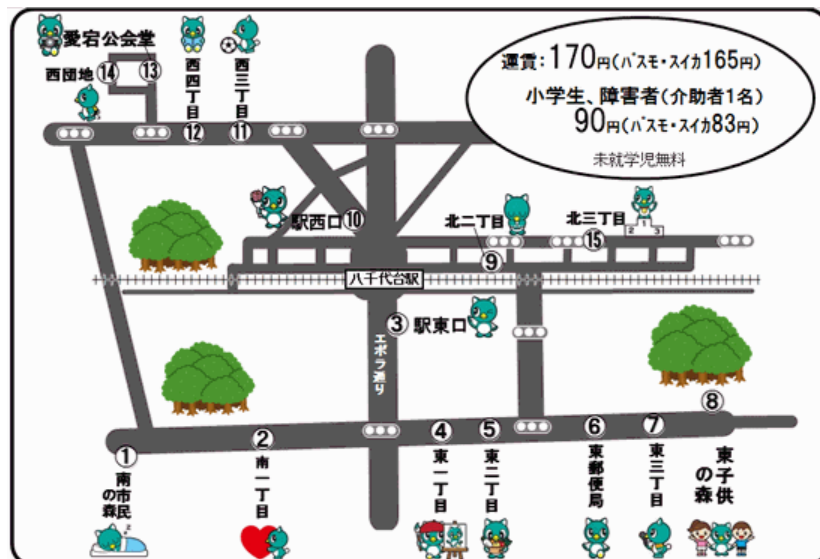 愛宕公会堂
西団地
⑭
⑬
西四丁目
⑫
西三丁目
⑪
運賃：170円（パスモ・スイカ165円）
小学生、障害者（介助者1名）
90円（パスモ・スイカ83円）
未就学児無料
駅西口⑩
北二丁目
⑨
北三丁目
⑮
1
2
3
八千代台駅
③駅東口
エポラ通り
①
南市民の森
②
南一丁目
④
東一丁目
⑤
東二丁目
⑥
東郵便局
⑦
東三丁目
⑧
東子供の森